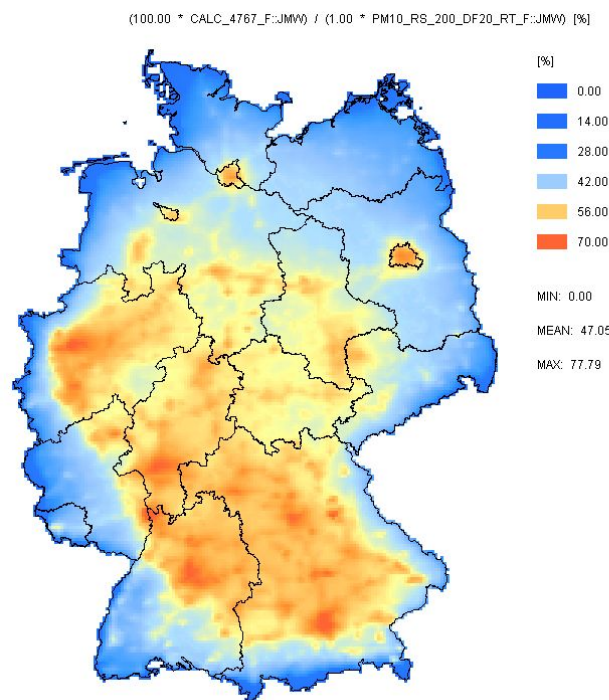 (100.00 * CALC_4767_F::JMW) / (1.00 * PM10_RS_200_DF20_RT_F::JMW) [%]
[%]
0.00
14.00
28.00
42.00
56.00
70.00
MIN: 0.00
MEAN: 47.05
MAX: 77.79